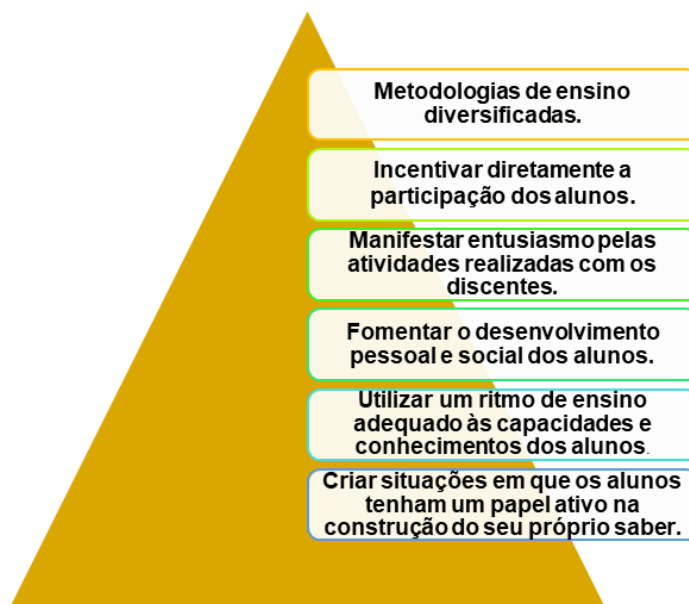 Metodologias de ensino
diversificadas.
Incentivar diretamente a
participação dos alunos.
Manifestar entusiasmo pelas
atividades realizadas com os
discentes.
Fomentar o desenvolvimento
pessoal e social dos alunos.
Utilizar um ritmo de ensino
adequado às capacidades e
conhecimentos dos alunos.
Criar situações em que os alunos
tenham um papel ativo na
construção do seu próprio saber.